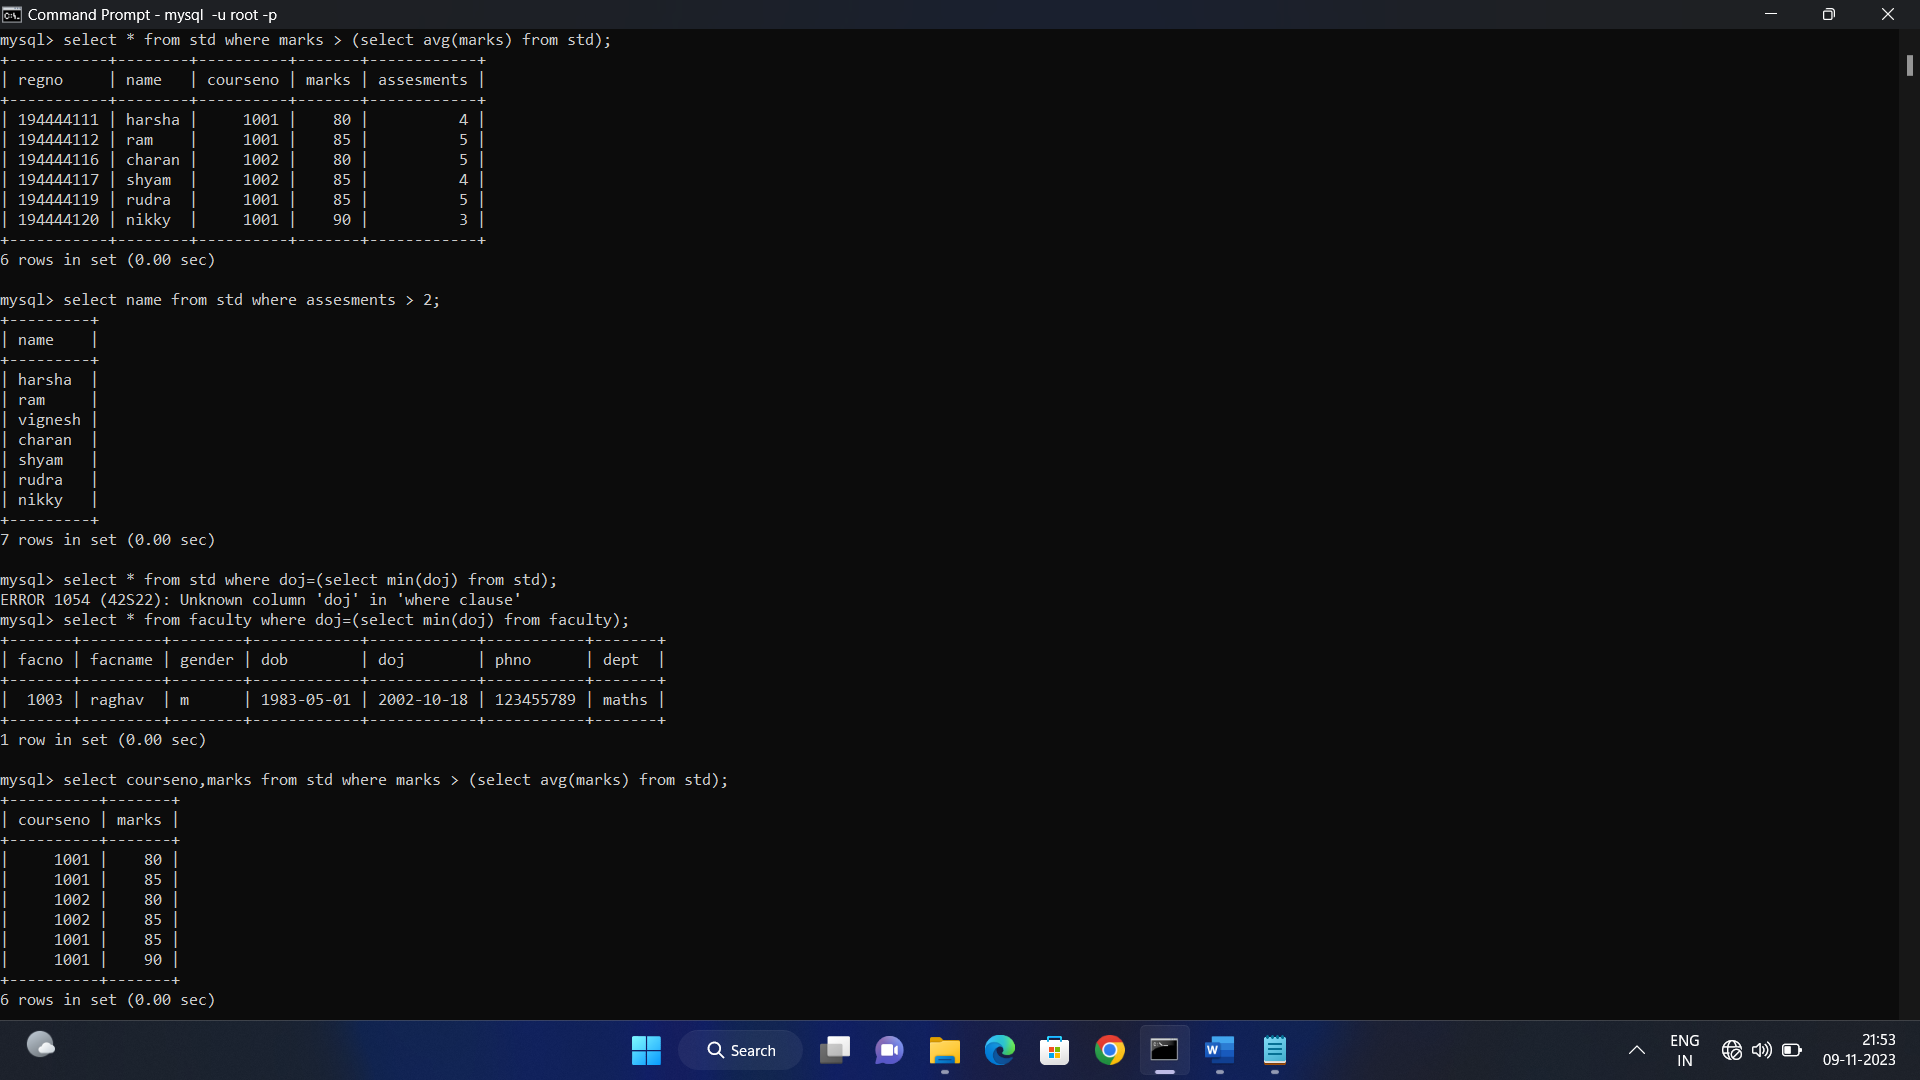 Command Prompt - mysql  -u root -p
mysql> select * from std where marks > (select avg(marks) from std);
+-----------+--------+----------+-------+------------+
| regno     | name   | courseno | marks | assesments |
+-----------+--------+----------+-------+------------+
| 194444111 | harsha |     1001 |    80 |          4 |
| 194444112 | ram    |     1001 |    85 |          5 |
| 194444116 | charan |     1002 |    80 |          5 |
| 194444117 | shyam  |     1002 |    85 |          4 |
| 194444119 | rudra  |     1001 |    85 |          5 |
| 194444120 | nikky  |     1001 |    90 |          3 |
+-----------+--------+----------+-------+------------+
6 rows in set (0.00 sec)
mysql> select name from std where assesments > 2;
+---------+
| name    |
+---------+
| harsha  |
| ram     |
| vignesh |
| charan  |
| shyam   |
| rudra   |
| nikky   |
+---------+
7 rows in set (0.00 sec)
mysql> select * from std where doj=(select min(doj) from std);
ERROR 1054 (42S22): Unknown column 'doj' in 'where clause'
mysql> select * from faculty where doj=(select min(doj) from faculty);
+-------+---------+--------+------------+------------+-----------+-------+
| facno | facname | gender | dob        | doj        | phno      | dept  |
+-------+---------+--------+------------+------------+-----------+-------+
|  1003 | raghav  | m      | 1983-05-01 | 2002-10-18 | 123455789 | maths |
+-------+---------+--------+------------+------------+-----------+-------+
1 row in set (0.00 sec)
mysql> select courseno,marks from std where marks > (select avg(marks) from std);
+----------+-------+
| courseno | marks |
+----------+-------+
|     1001 |    80 |
|     1001 |    85 |
|     1002 |    80 |
|     1002 |    85 |
|     1001 |    85 |
|     1001 |    90 |
+----------+-------+
6 rows in set (0.00 sec)
Search
ENG
IN
21:53
09-11-2023